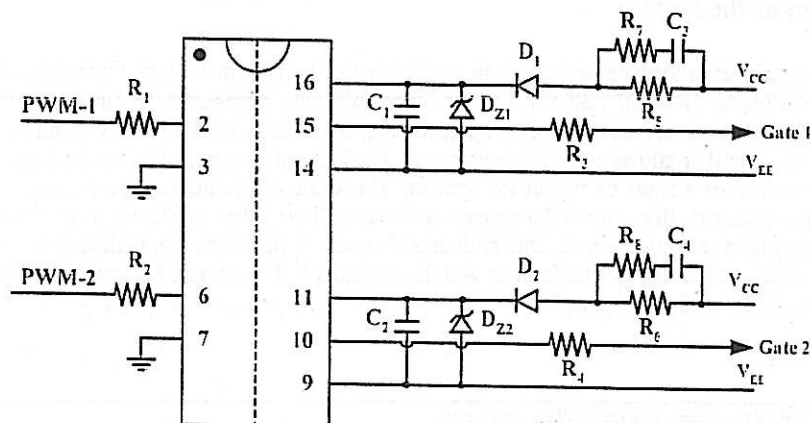 of the
R7 C3
D1
VCC
16
R1
PWM-1
C1
DZ1
R5
2
15
Gate 1
R3
3
14
VEE
R8 C4
R2
D2
PWM-2
VCC
6
11
C2
DZ2
R6
7
10
Gate 2
R4
9
VEE